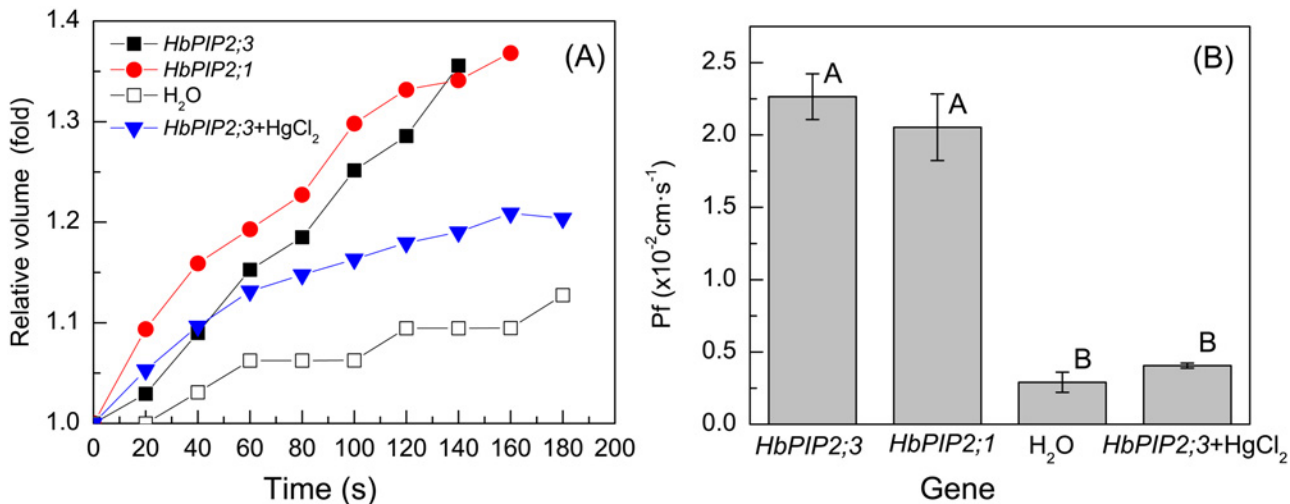 (A)
HbPIP2;3
HbPIP2;1
H₂O
HbPIP2;3+HgCl₂
Relative volume (fold)
1.4
1.3
1.2
1.1
1.0
0 20 40 60 80 100 120 140 160 180 200
Time (s)
(B)
Pf (x10⁻²cm·s⁻¹)
2.5
2.0
1.5
1.0
0.5
0.0
A
A
B
B
HbPIP2;3 HbPIP2;1 H₂O HbPIP2;3+HgCl₂
Gene